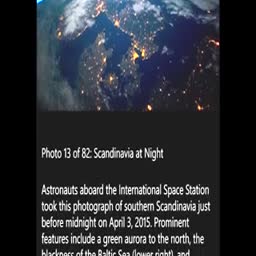 Photo 13 of 82: Scandinavia at Night
Astronauts aboard the International Space Station
took this photograph of southern Scandinavia just
before midnight on April 3, 2015. Prominent
features include a green aurora to the north, the
blackness of the Baltic Sea (lower right), and